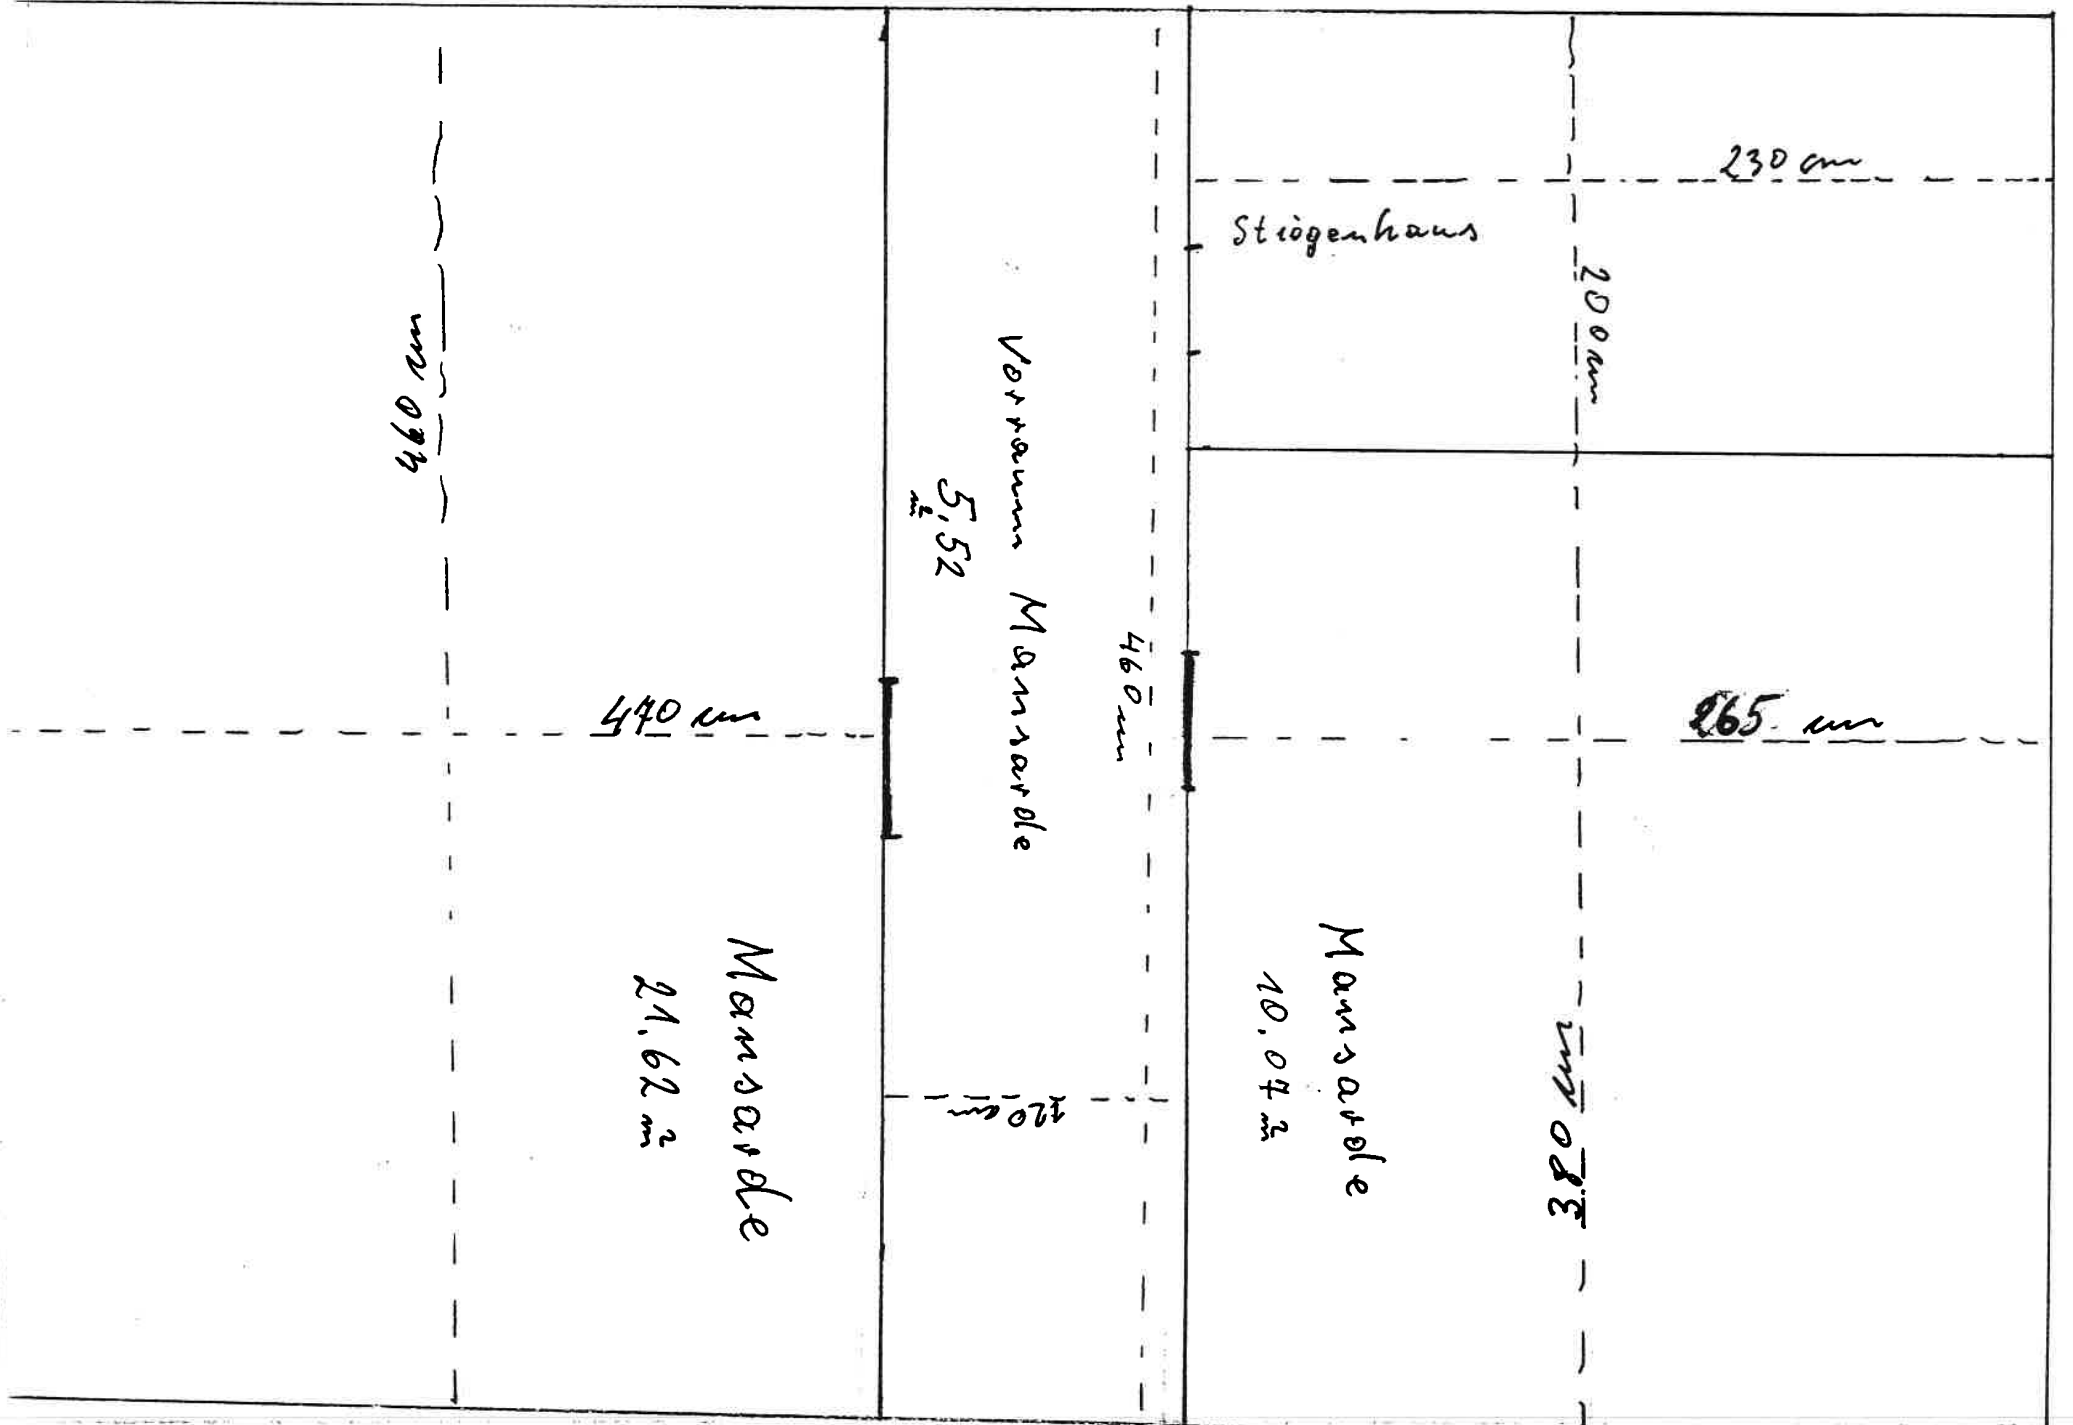 460 cm
470 cm
Mansarde
21.62 m²
Vorraum Mansarde
5,52
m²
460 cm
120 cm
230 cm
Stiegenhaus
200 cm
265 cm
Mansarde
10.07 m²
380 cm